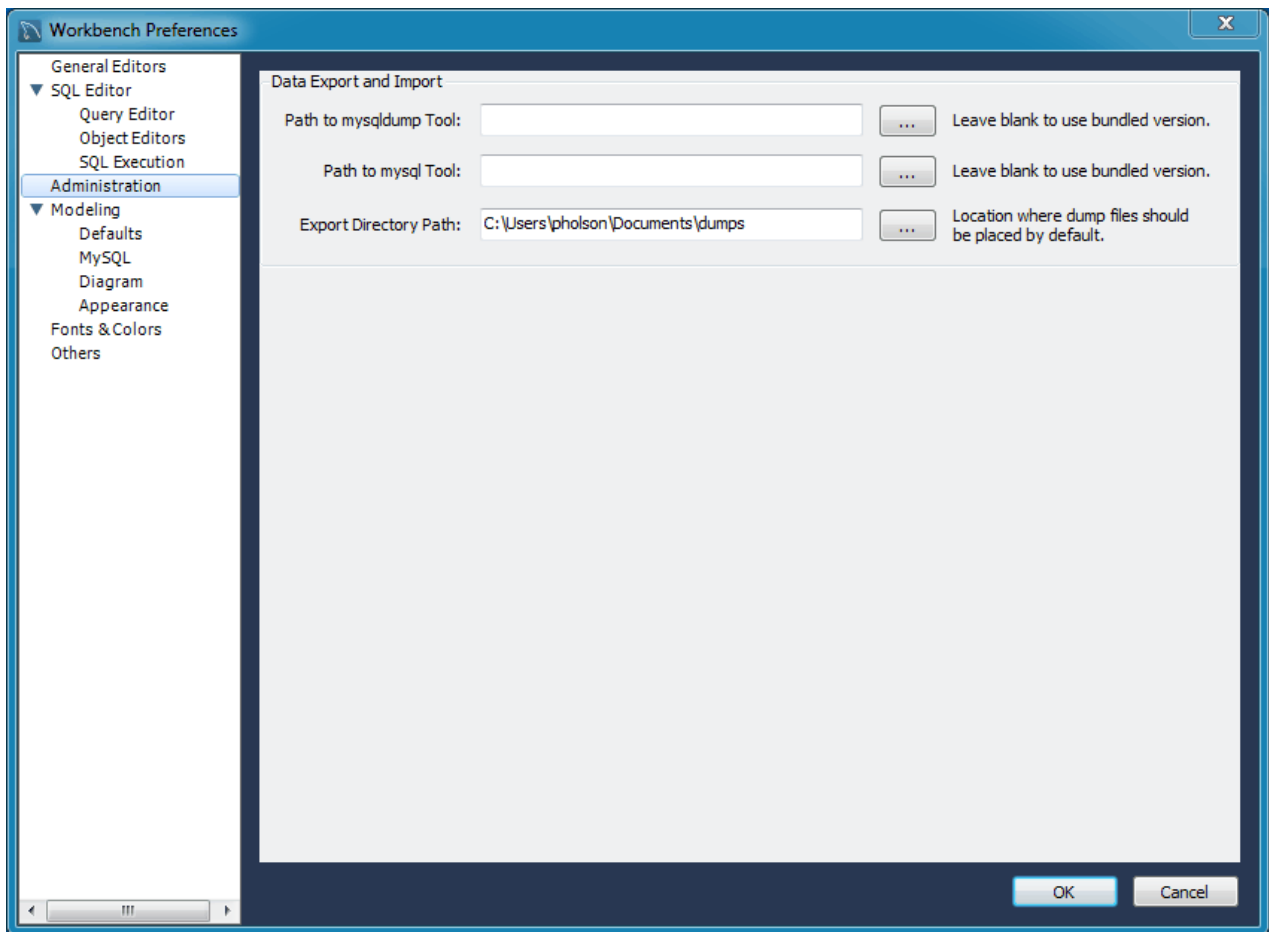 Workbench Preferences
X
General Editors
SQL Editor
Query Editor
Object Editors
SQL Execution
Administration
Modeling
Defaults
MySQL
Diagram
Appearance
Fonts & Colors
Others
Data Export and Import
Path to mysqldump Tool:
...
Leave blank to use bundled version.
Path to mysql Tool:
...
Leave blank to use bundled version.
Export Directory Path:
C:\Users\pholson\Documents\dumps
...
Location where dump files should
be placed by default.
OK
Cancel